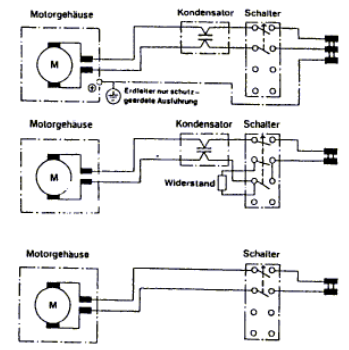 Motorgehäuse Kondensator Schalter
M
Erdleiter nur schutz-
geerdete Ausführung
Motorgehäuse Kondensator Schalter
M
Widerstand
Motorgehäuse Schalter
M